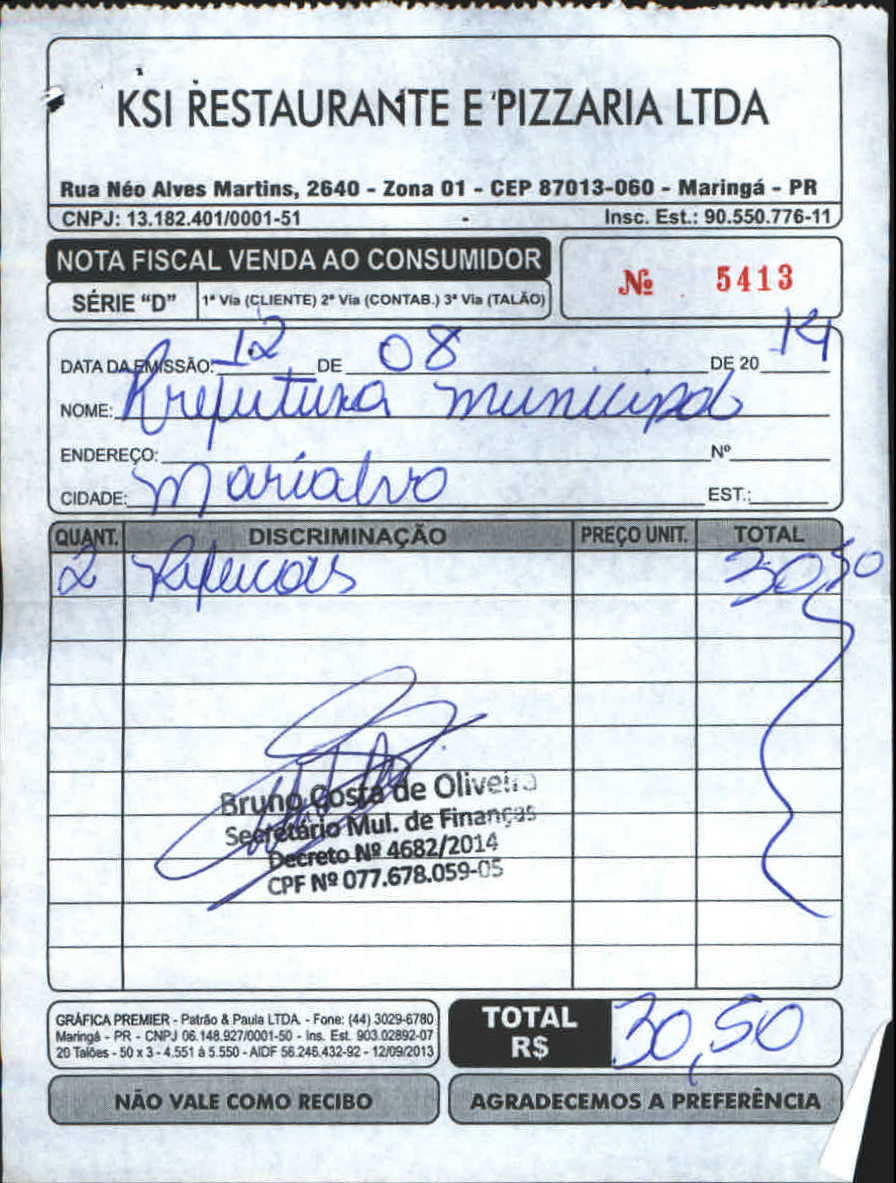 KSI RESTAURANTE E PIZZARIA LTDA
Rua Néo Alves Martins, 2640 - Zona 01 - CEP 87013-060 - Maringá - PR
CNPJ: 13.182.401/0001-51 - Insc. Est.: 90.550.776-11
NOTA FISCAL VENDA AO CONSUMIDOR
Nº 5413
SÉRIE "D" 1ª Via (CLIENTE) 2ª Via (CONTAB.) 3ª Via (TALÃO)
DATA DA EMISSÃO: 12 DE 08 DE 20 14
NOME: Prefeitura municipal
ENDEREÇO: Nº
CIDADE: Marialva EST.:
QUANT. DISCRIMINAÇÃO PREÇO UNIT. TOTAL
2 Refeicois 30,50
Bruno Costa de Oliveira
Secretário Mul. de Finanças
Decreto Nº 4682/2014
CPF Nº 077.678.059-05
GRÁFICA PREMIER - Patrão & Paula LTDA. - Fone: (44) 3029-6780
Maringá - PR - CNPJ 06.148.927/0001-50 - Ins. Est. 903.02892-07
20 Talões - 50 x 3 - 4.551 à 5.550 - AIDF 56.246.432-92 - 12/09/2013
TOTAL R$ 30,50
NÃO VALE COMO RECIBO
AGRADECEMOS A PREFERÊNCIA